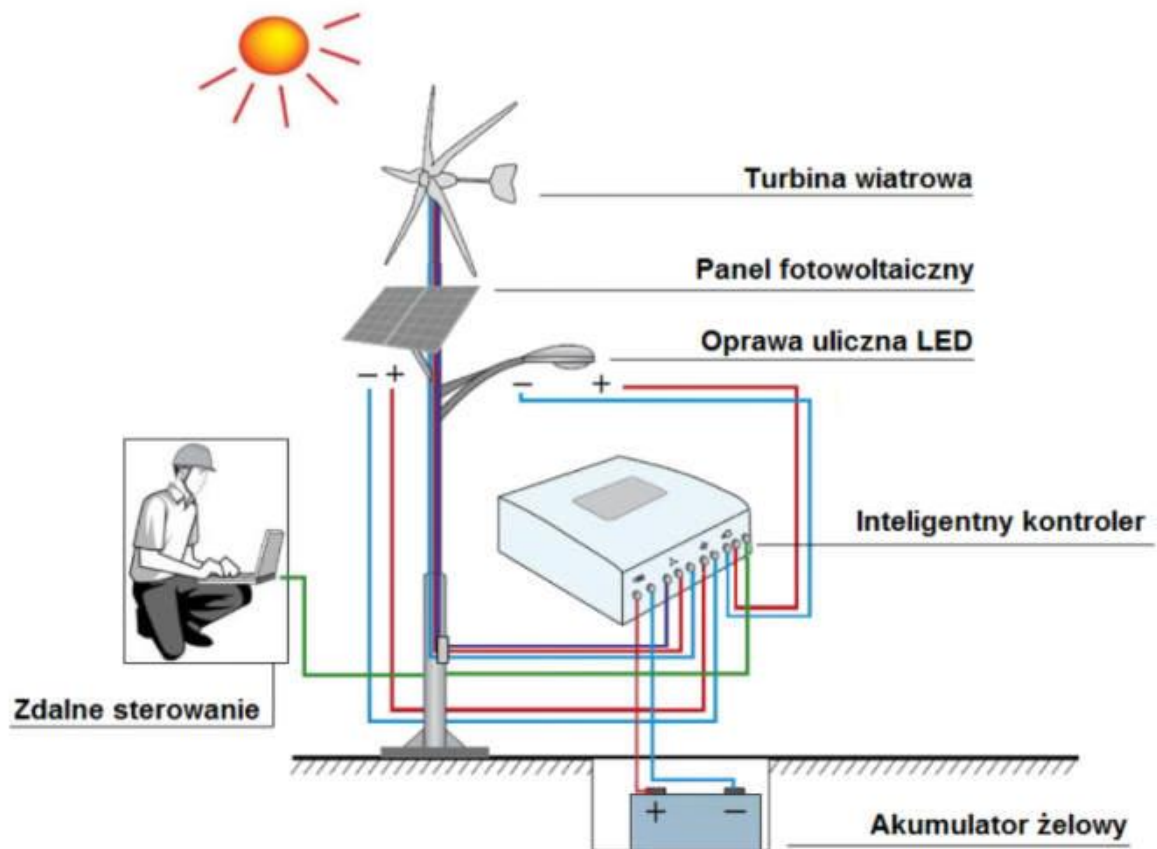 Turbina wiatrowa
Panel fotowoltaiczny
Oprawa uliczna LED
− +
− +
Inteligentny kontroler
Zdalne sterowanie
+ −
Akumulator żelowy